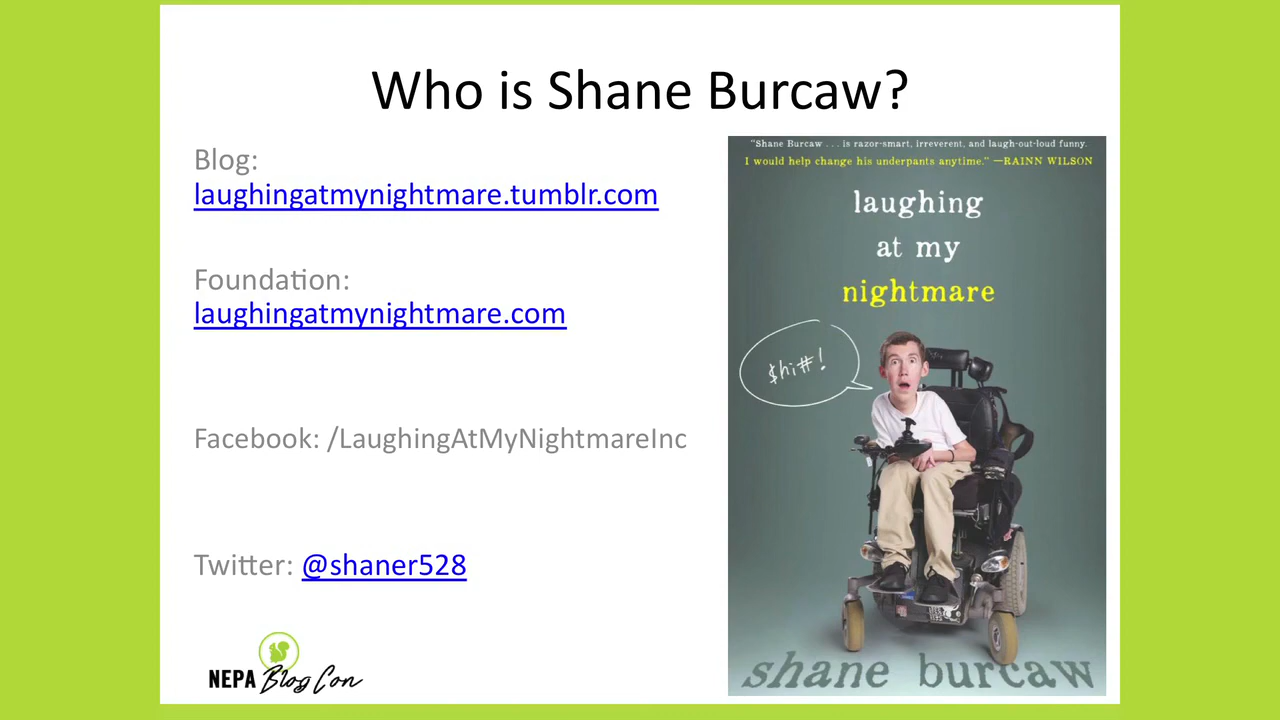 Who is Shane Burcaw?
Blog:
laughingatmynightmare.tumblr.com
Foundation:
laughingatmynightmare.com
Facebook: /LaughingAtMyNightmareInc
Twitter: @shaner528
NEPA Blog Con
"Shane Burcaw . . . is razor-smart, irreverent, and laugh-out-loud funny.
I would help change his underpants anytime." —RAINN WILSON
laughing
at my
nightmare
$hi#!
shane burcaw